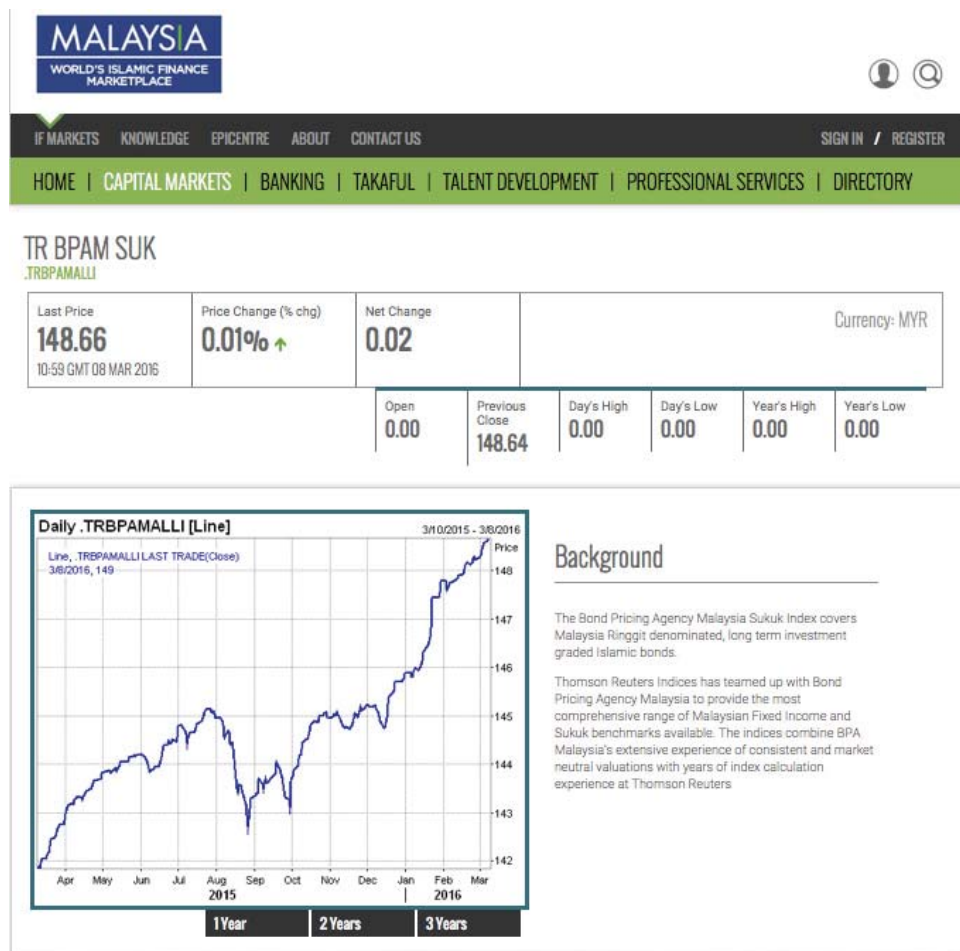 MALAYSIA
WORLD'S ISLAMIC FINANCE
MARKETPLACE
IF MARKETS KNOWLEDGE EPICENTRE ABOUT CONTACT US SIGN IN / REGISTER
HOME | CAPITAL MARKETS | BANKING | TAKAFUL | TALENT DEVELOPMENT | PROFESSIONAL SERVICES | DIRECTORY
TR BPAM SUK
.TRBPAMALLI
Last Price
148.66
10:59 GMT 08 MAR 2016
Price Change (% chg)
0.01%
Net Change
0.02
Currency: MYR
Open
0.00
Previous
Close
148.64
Day's High
0.00
Day's Low
0.00
Year's High
0.00
Year's Low
0.00
Daily .TRBPAMALLI [Line] 3/10/2015 - 3/8/2016
Line, .TRBPAMALLI LAST TRADE(Close)
3/8/2016, 149
Price
148
147
146
145
144
143
142
Apr May Jun Jul Aug Sep Oct Nov Dec Jan Feb Mar
2015 2016
1 Year 2 Years 3 Years
Background
The Bond Pricing Agency Malaysia Sukuk Index covers
Malaysia Ringgit denominated, long term investment
graded Islamic bonds.
Thomson Reuters Indices has teamed up with Bond
Pricing Agency Malaysia to provide the most
comprehensive range of Malaysian Fixed Income and
Sukuk benchmarks available. The indices combine BPA
Malaysia's extensive experience of consistent and market
neutral valuations with years of index calculation
experience at Thomson Reuters